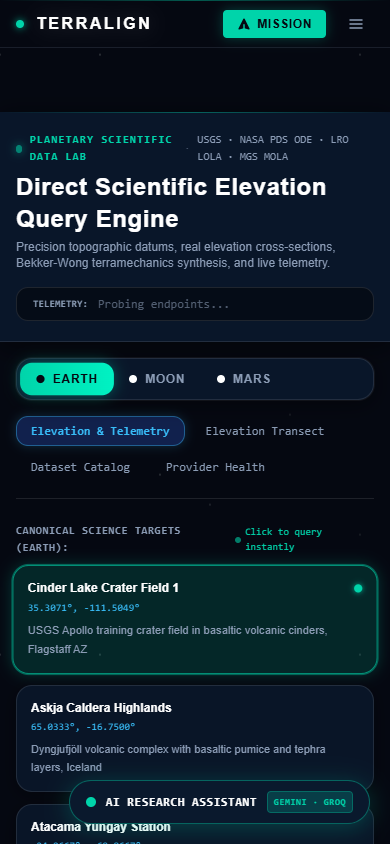 TERRALIGN
MISSION
PLANETARY SCIENTIFIC DATA LAB
USGS · NASA PDS ODE · LRO LOLA · MGS MOLA
Direct Scientific Elevation
Query Engine
Precision topographic datums, real elevation cross-sections,
Bekker-Wong terramechanics synthesis, and live telemetry.
TELEMETRY: Probing endpoints...
EARTH MOON MARS
Elevation & Telemetry Elevation Transect
Dataset Catalog Provider Health
CANONICAL SCIENCE TARGETS (EARTH):
Click to query instantly
Cinder Lake Crater Field 1
35.3071°, -111.5049°
USGS Apollo training crater field in basaltic volcanic cinders,
Flagstaff AZ
Askja Caldera Highlands
65.0333°, -16.7500°
Dyngjufjöll volcanic complex with basaltic pumice and tephra
layers, Iceland
AI RESEARCH ASSISTANT GEMINI · GROQ
Atacama Yungay Station